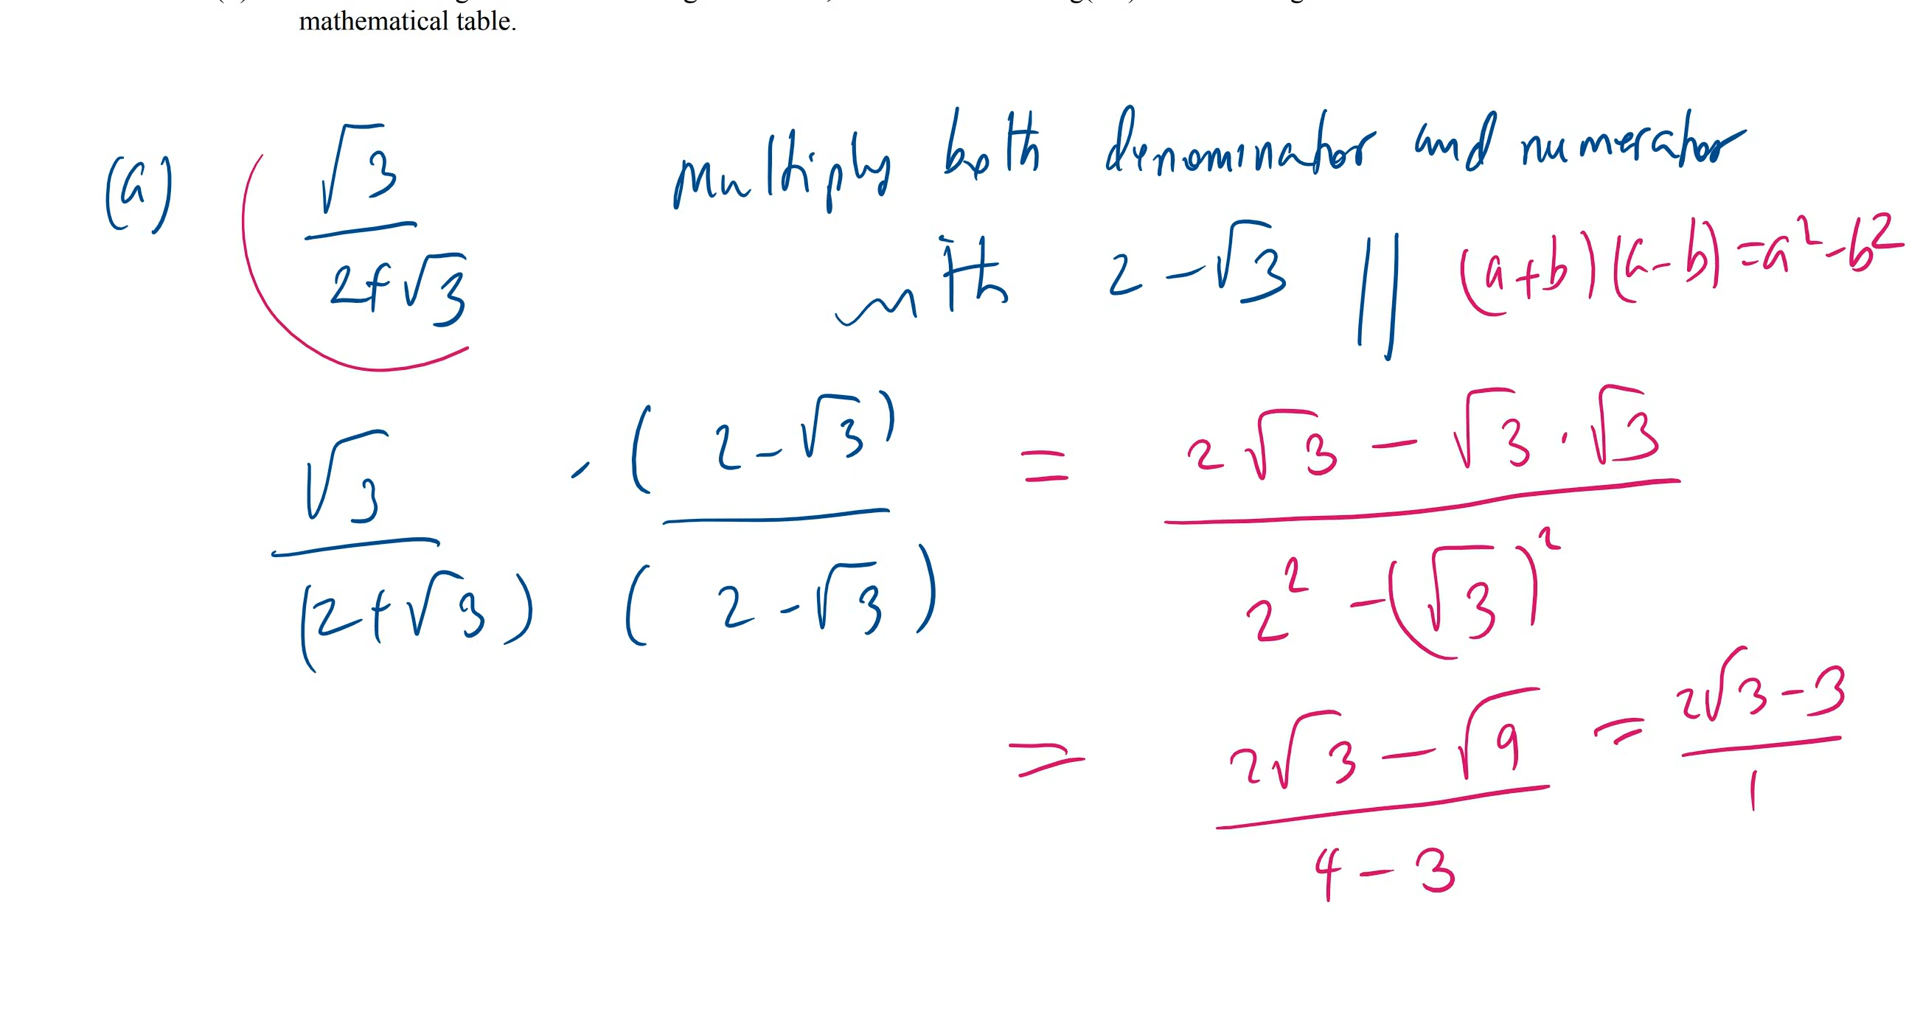 mathematical table.
(a) √3 / 2+√3 multiply both denominator and numerator
with 2-√3 || (a+b)(a-b)=a²-b²
√3 / (2+√3) · (2-√3) / (2-√3) = 2√3 - √3·√3 / 2² - (√3)²
= 2√3 - √9 / 4-3 = 2√3-3 / 1